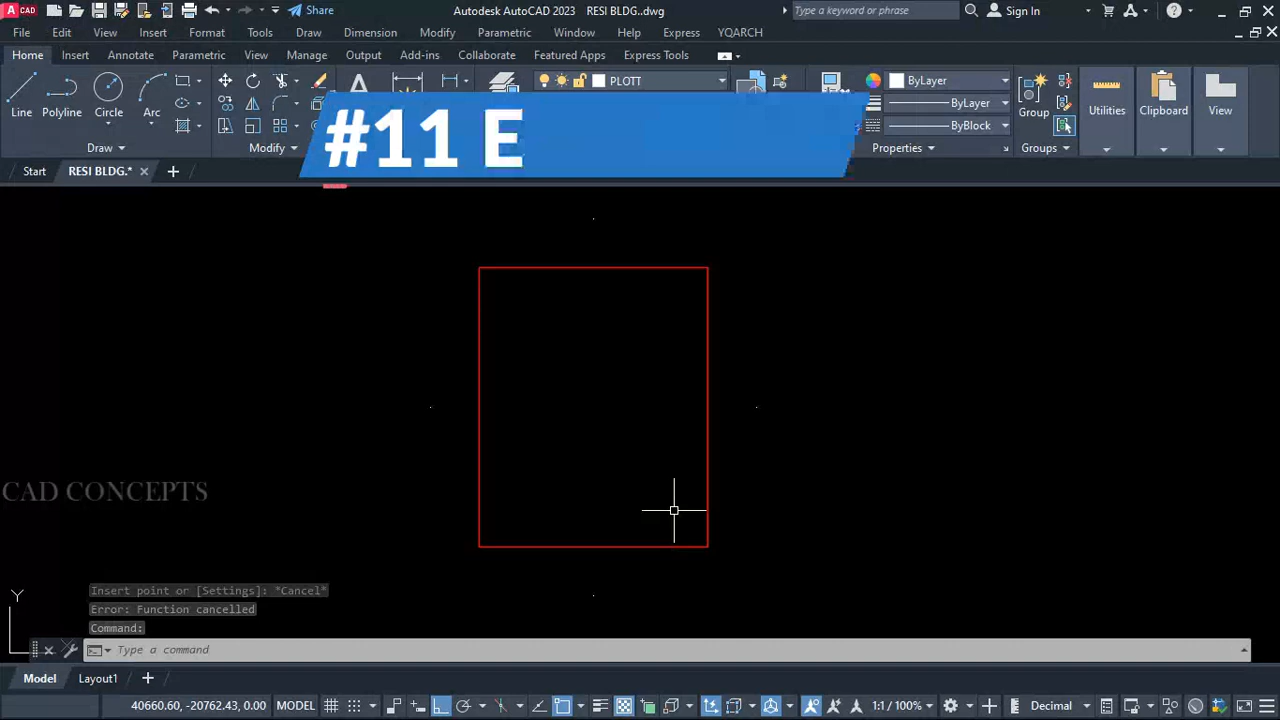 CAD
Share
Autodesk AutoCAD 2023 RESI BLDG..dwg
Type a keyword or phrase
Sign In
File Edit View Insert Format Tools Draw Dimension Modify Parametric Window Help Express YQARCH
Home Insert Annotate Parametric View Manage Output Add-ins Collaborate Featured Apps Express Tools
Line Polyline Circle Arc
PLOTT
ByLayer
ByLayer
ByBlock
Group
Utilities
Clipboard
View
#11 E
Draw
Modify
Properties
Groups
Start RESI BLDG.*
CAD CONCEPTS
Insert point or [Settings]: *Cancel*
Error: Function cancelled
Command:
Y
Type a command
Model Layout1
40660.60, -20762.43, 0.00 MODEL
1:1 / 100%
Decimal